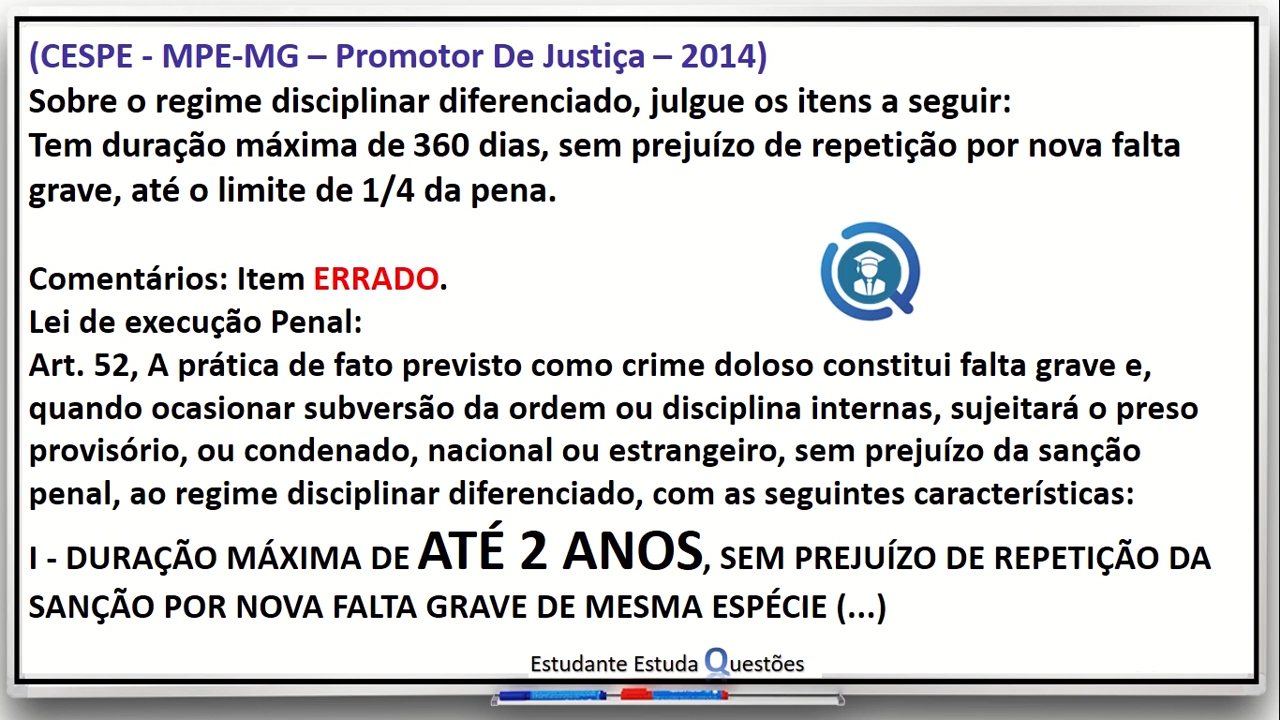 (CESPE - MPE-MG – Promotor De Justiça – 2014)
Sobre o regime disciplinar diferenciado, julgue os itens a seguir:
Tem duração máxima de 360 dias, sem prejuízo de repetição por nova falta
grave, até o limite de 1/4 da pena.
Comentários: Item ERRADO.
Lei de execução Penal:
Art. 52, A prática de fato previsto como crime doloso constitui falta grave e,
quando ocasionar subversão da ordem ou disciplina internas, sujeitará o preso
provisório, ou condenado, nacional ou estrangeiro, sem prejuízo da sanção
penal, ao regime disciplinar diferenciado, com as seguintes características:
I - DURAÇÃO MÁXIMA DE ATÉ 2 ANOS, SEM PREJUÍZO DE REPETIÇÃO DA
SANÇÃO POR NOVA FALTA GRAVE DE MESMA ESPÉCIE (...)
Estudante Estuda Questões